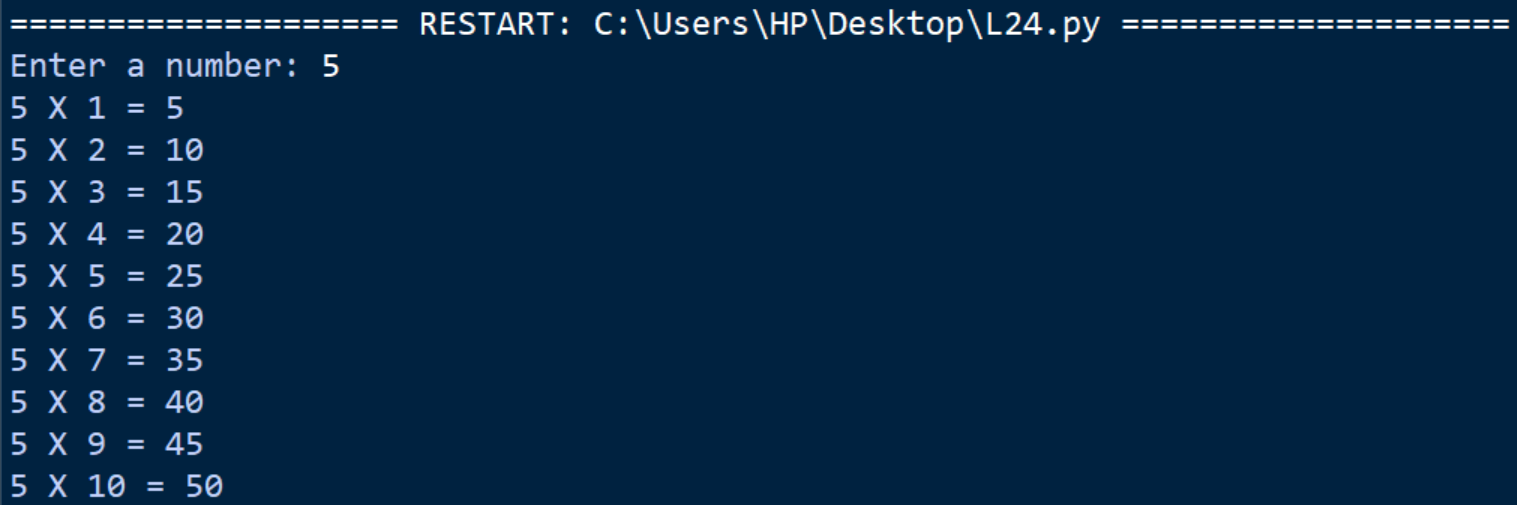 ==================== RESTART: C:\Users\HP\Desktop\L24.py ====================
Enter a number: 5
5 X 1 = 5
5 X 2 = 10
5 X 3 = 15
5 X 4 = 20
5 X 5 = 25
5 X 6 = 30
5 X 7 = 35
5 X 8 = 40
5 X 9 = 45
5 X 10 = 50